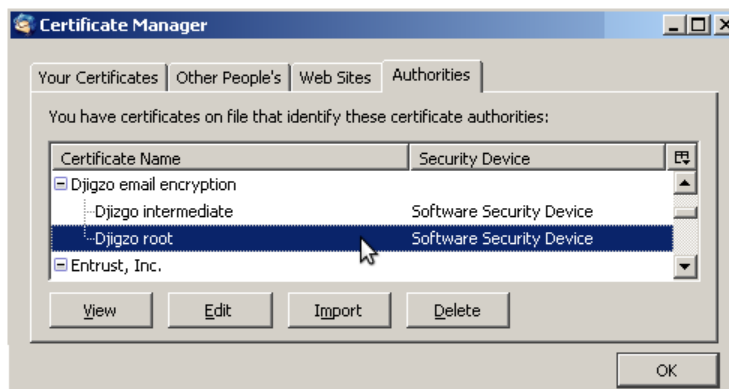 Certificate Manager
Your Certificates Other People's Web Sites Authorities
You have certificates on file that identify these certificate authorities:
Certificate Name Security Device
Djigzo email encryption
Djizgo intermediate Software Security Device
Djigzo root Software Security Device
Entrust, Inc.
View Edit Import Delete
OK